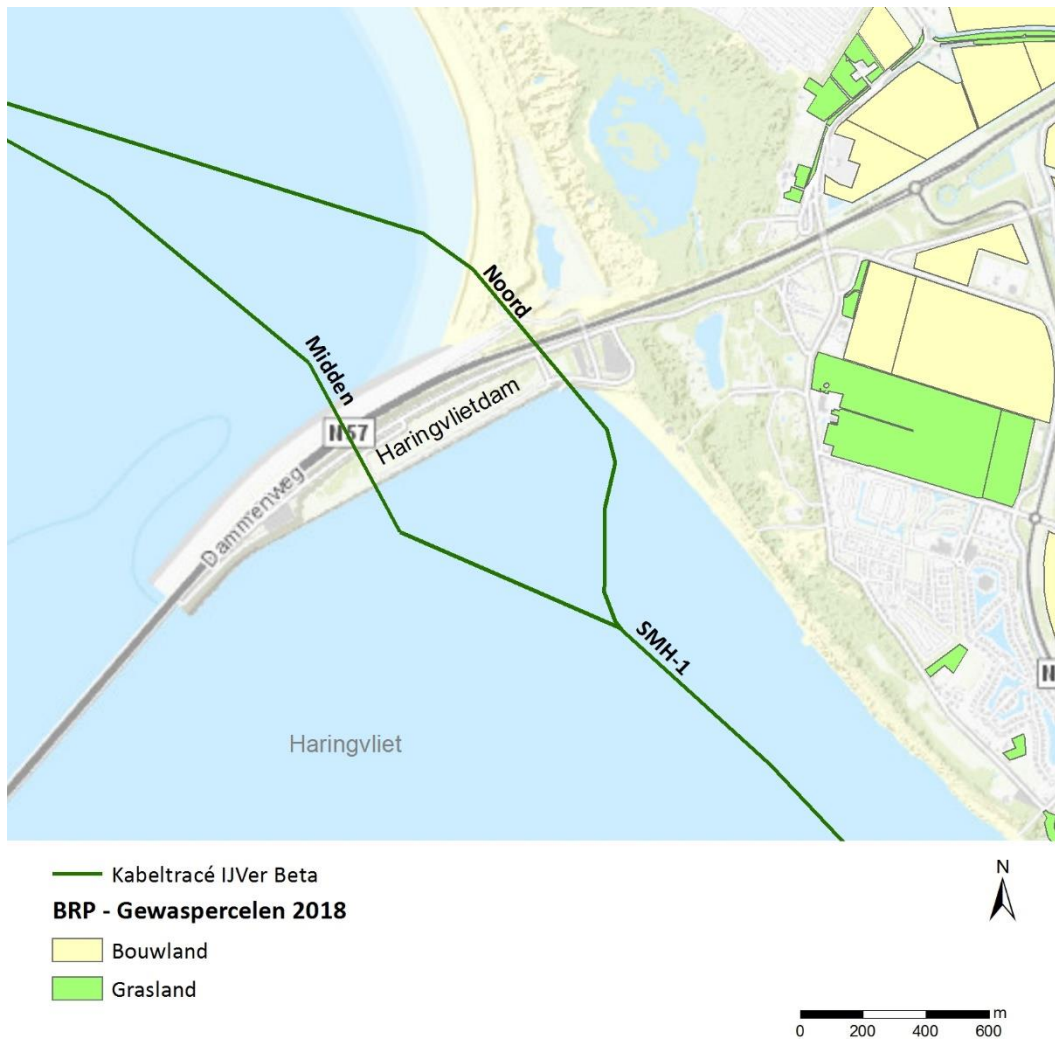 Noord
Midden
N57
Haringvlietdam
Dammenweg
SMH-1
N
Haringvliet
Kabeltracé IJVer Beta
BRP - Gewaspercelen 2018
Bouwland
Grasland
N
m
0 200 400 600